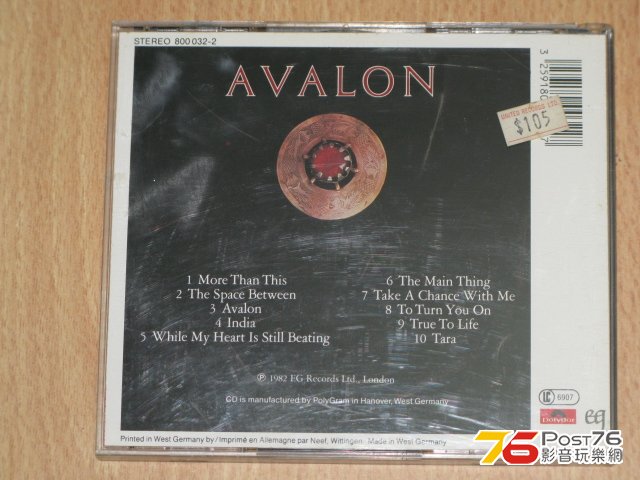 STEREO 800 032-2
AVALON
UNITED RECORDS LTD.
$105
1 More Than This
2 The Space Between
3 Avalon
4 India
5 While My Heart Is Still Beating
6 The Main Thing
7 Take A Chance With Me
8 To Turn You On
9 True To Life
10 Tara
℗ 1982 EG Records Ltd., London
CD is manufactured by PolyGram in Hanover, West Germany
LC 6907
Polydor
eg
Printed in West Germany by / Imprimé en Allemagne par Neef, Wittingen. Made in West Germany
76 Post76
影音玩樂網